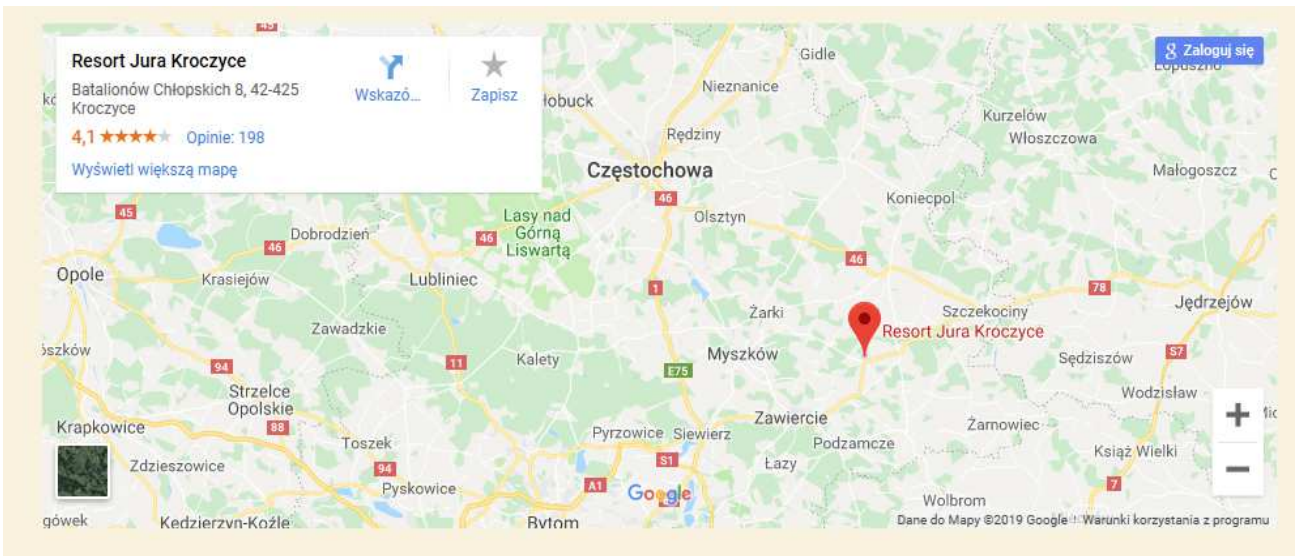 Resort Jura Kroczyce
Batalionów Chłopskich 8, 42-425
Kroczyce
4,1
Opinie: 198
Wyświetl większą mapę
Wskazó...
Zapisz
Zaloguj się
45
Gidle
Nieznanice
Kurzelów
Włoszczowa
Rędziny
Częstochowa
Małogoszcz
46
Koniecpol
45
Olsztyn
Lasy nad
Górną
Liswartą
46
Dobrodzień
46
46
Opole
Krasiejów
Lubliniec
1
78
Jędrzejów
Żarki
Szczekociny
Zawadzkie
Resort Jura Kroczyce
Kalety
Myszków
Sędziszów
S7
94
11
E75
Strzelce
Opolskie
Wodzisław
Krapkowice
88
Zawiercie
Żarnowiec
Toszek
Pyrzowice
Siewierz
Podzamcze
Książ Wielki
Zdzieszowice
94
S1
Łazy
Pyskowice
A1
Google
7
Wolbrom
Kędzierzyn-Koźle
Bytom
Dane do Mapy ©2019 Google
Warunki korzystania z programu